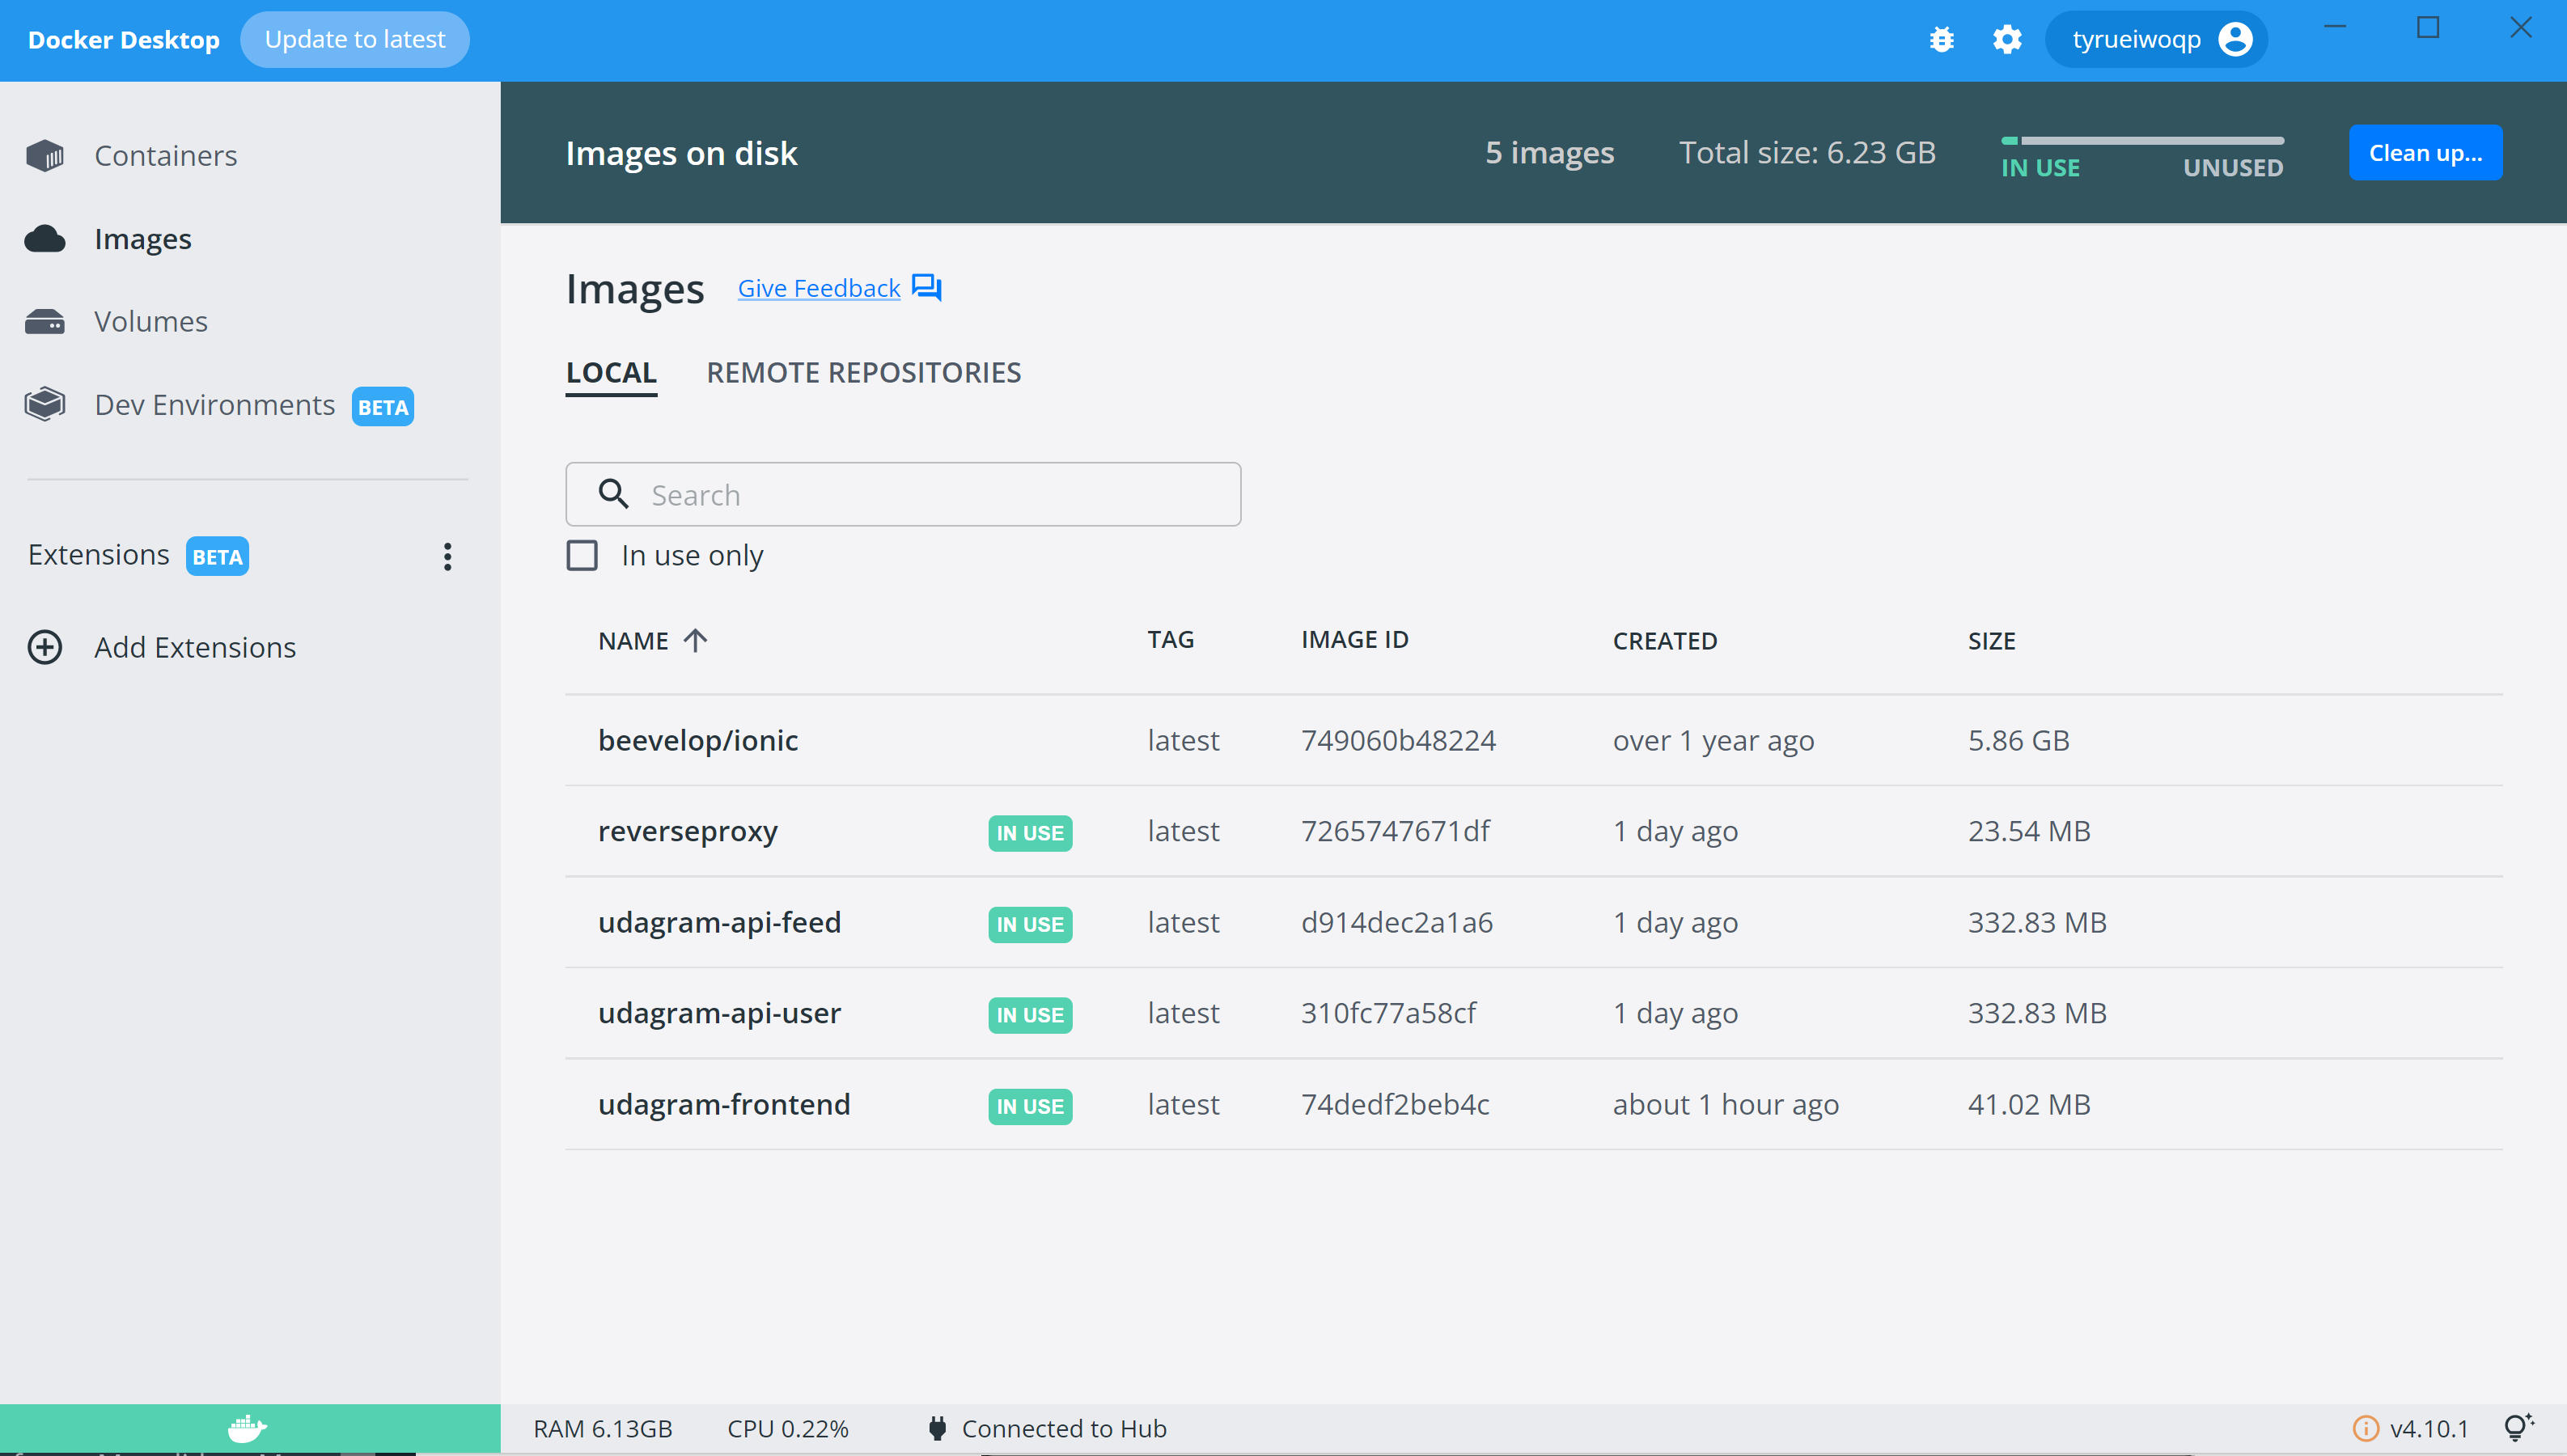 Docker Desktop Update to latest tyrueiwoqp
Containers
Images
Volumes
Dev Environments BETA
Extensions BETA
Add Extensions
Images on disk 5 images Total size: 6.23 GB IN USE UNUSED Clean up...
Images Give Feedback
LOCAL REMOTE REPOSITORIES
Search
In use only
NAME TAG IMAGE ID CREATED SIZE
beevelop/ionic latest 749060b48224 over 1 year ago 5.86 GB
reverseproxy IN USE latest 7265747671df 1 day ago 23.54 MB
udagram-api-feed IN USE latest d914dec2a1a6 1 day ago 332.83 MB
udagram-api-user IN USE latest 310fc77a58cf 1 day ago 332.83 MB
udagram-frontend IN USE latest 74dedf2beb4c about 1 hour ago 41.02 MB
RAM 6.13GB CPU 0.22% Connected to Hub v4.10.1